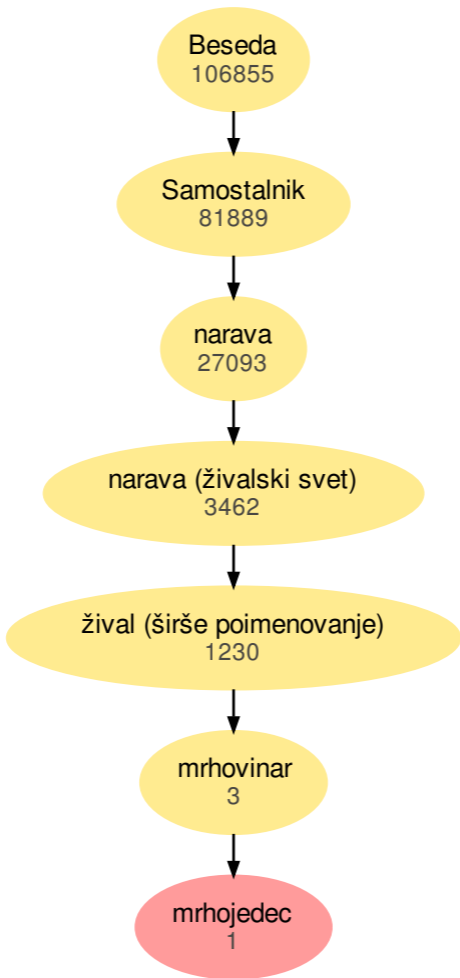 Beseda
106855
Samostalnik
81889
narava
27093
narava (živalski svet)
3462
žival (širše poimenovanje)
1230
mrhovinar
3
mrhojedec
1